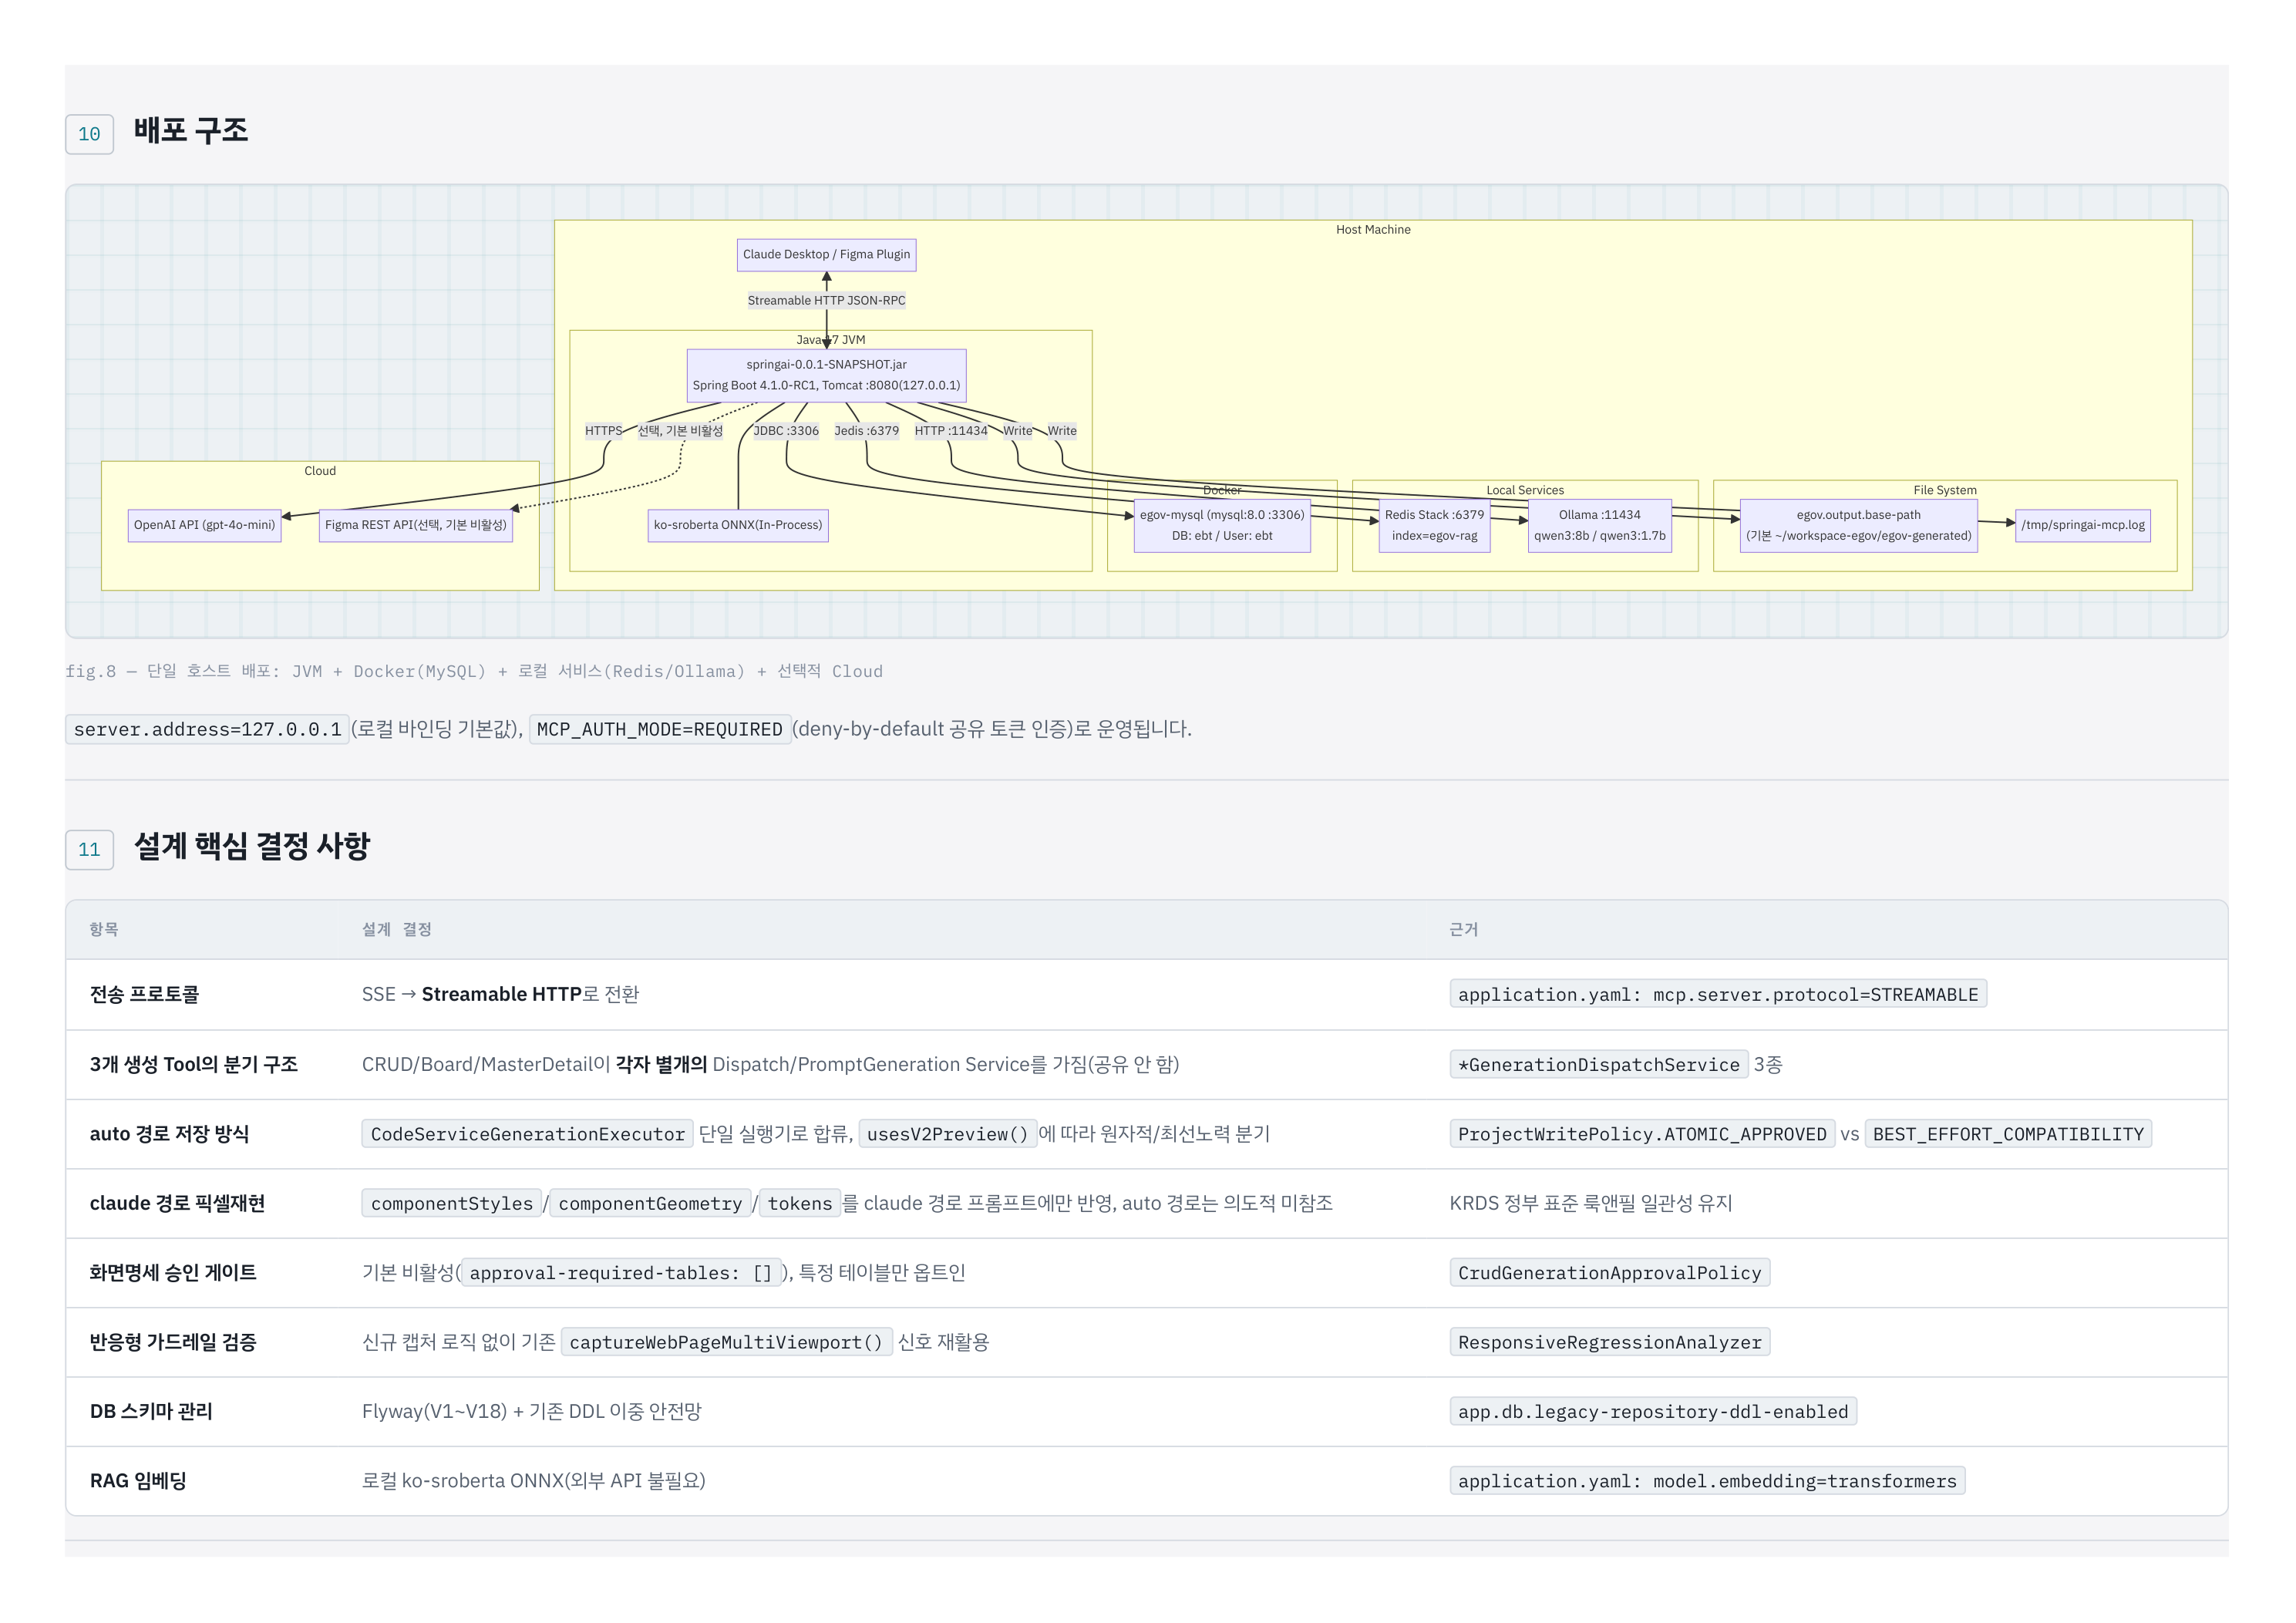 10 배포 구조
Host Machine
Claude Desktop / Figma Plugin
Streamable HTTP JSON-RPC
Java 17 JVM
springai-0.0.1-SNAPSHOT.jar
Spring Boot 4.1.0-RC1, Tomcat :8080(127.0.0.1)
HTTPS 선택, 기본 비활성 JDBC :3306 Jedis :6379 HTTP :11434 Write Write
Cloud
OpenAI API (gpt-4o-mini)
Figma REST API(선택, 기본 비활성)
ko-sroberta ONNX(In-Process)
Docker
egov-mysql (mysql:8.0 :3306)
DB: ebt / User: ebt
Local Services
Redis Stack :6379
index=egov-rag
Ollama :11434
qwen3:8b / qwen3:1.7b
File System
egov.output.base-path
(기본 ~/workspace-egov/egov-generated)
/tmp/springai-mcp.log
fig.8 — 단일 호스트 배포: JVM + Docker(MySQL) + 로컬 서비스(Redis/Ollama) + 선택적 Cloud
server.address=127.0.0.1(로컬 바인딩 기본값), MCP_AUTH_MODE=REQUIRED(deny-by-default 공유 토큰 인증)로 운영됩니다.
11 설계 핵심 결정 사항
항목 설계 결정 근거
전송 프로토콜 SSE → Streamable HTTP로 전환 application.yaml: mcp.server.protocol=STREAMABLE
3개 생성 Tool의 분기 구조 CRUD/Board/MasterDetail이 각자 별개의 Dispatch/PromptGeneration Service를 가짐(공유 안 함) *GenerationDispatchService 3종
auto 경로 저장 방식 CodeServiceGenerationExecutor 단일 실행기로 합류, usesV2Preview()에 따라 원자적/최선노력 분기 ProjectWritePolicy.ATOMIC_APPROVED vs BEST_EFFORT_COMPATIBILITY
claude 경로 픽셀재현 componentStyles/componentGeometry/tokens를 claude 경로 프롬프트에만 반영, auto 경로는 의도적 미참조 KRDS 정부 표준 룩앤필 일관성 유지
화면명세 승인 게이트 기본 비활성(approval-required-tables: []), 특정 테이블만 옵트인 CrudGenerationApprovalPolicy
반응형 가드레일 검증 신규 캡처 로직 없이 기존 captureWebPageMultiViewport() 신호 재활용 ResponsiveRegressionAnalyzer
DB 스키마 관리 Flyway(V1~V18) + 기존 DDL 이중 안전망 app.db.legacy-repository-ddl-enabled
RAG 임베딩 로컬 ko-sroberta ONNX(외부 API 불필요) application.yaml: model.embedding=transformers